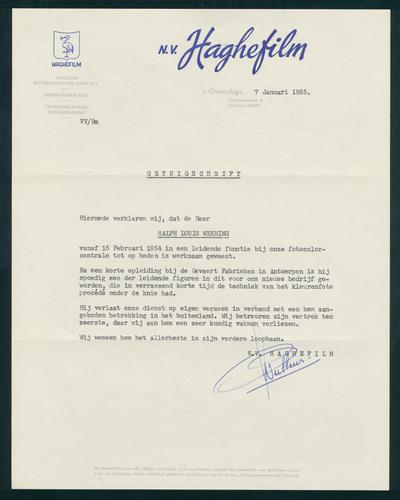 N.V. Haghefilm
HAGHEFILM
's-Gravenhage, 7 Januari 1955.
VV/Hm
GETUIGSCHRIFT
Hiermede verklaren wij, dat de Heer
RALPH LOUIS WEENING
vanaf 15 Februari 1954 in een leidende functie bij onze fotocolor-
centrale tot op heden is werkzaam geweest.
Na een korte opleiding bij de Gevaert Fabrieken in Antwerpen is hij
spoedig een der leidende figuren in dit voor ons nieuwe bedrijf ge-
worden, die in verrassend korte tijd de techniek van het kleurenfoto
procédé onder de knie had.
Hij verlaat onze dienst op eigen verzoek in verband met een hem aan-
geboden betrekking in het buitenland. Wij betreuren zijn vertrek ten
zeerste, daar wij aan hem een zeer kundig vakman verliezen.
Wij wensen hem het allerbeste in zijn verdere loopbaan.
N.V. HAGHEFILM